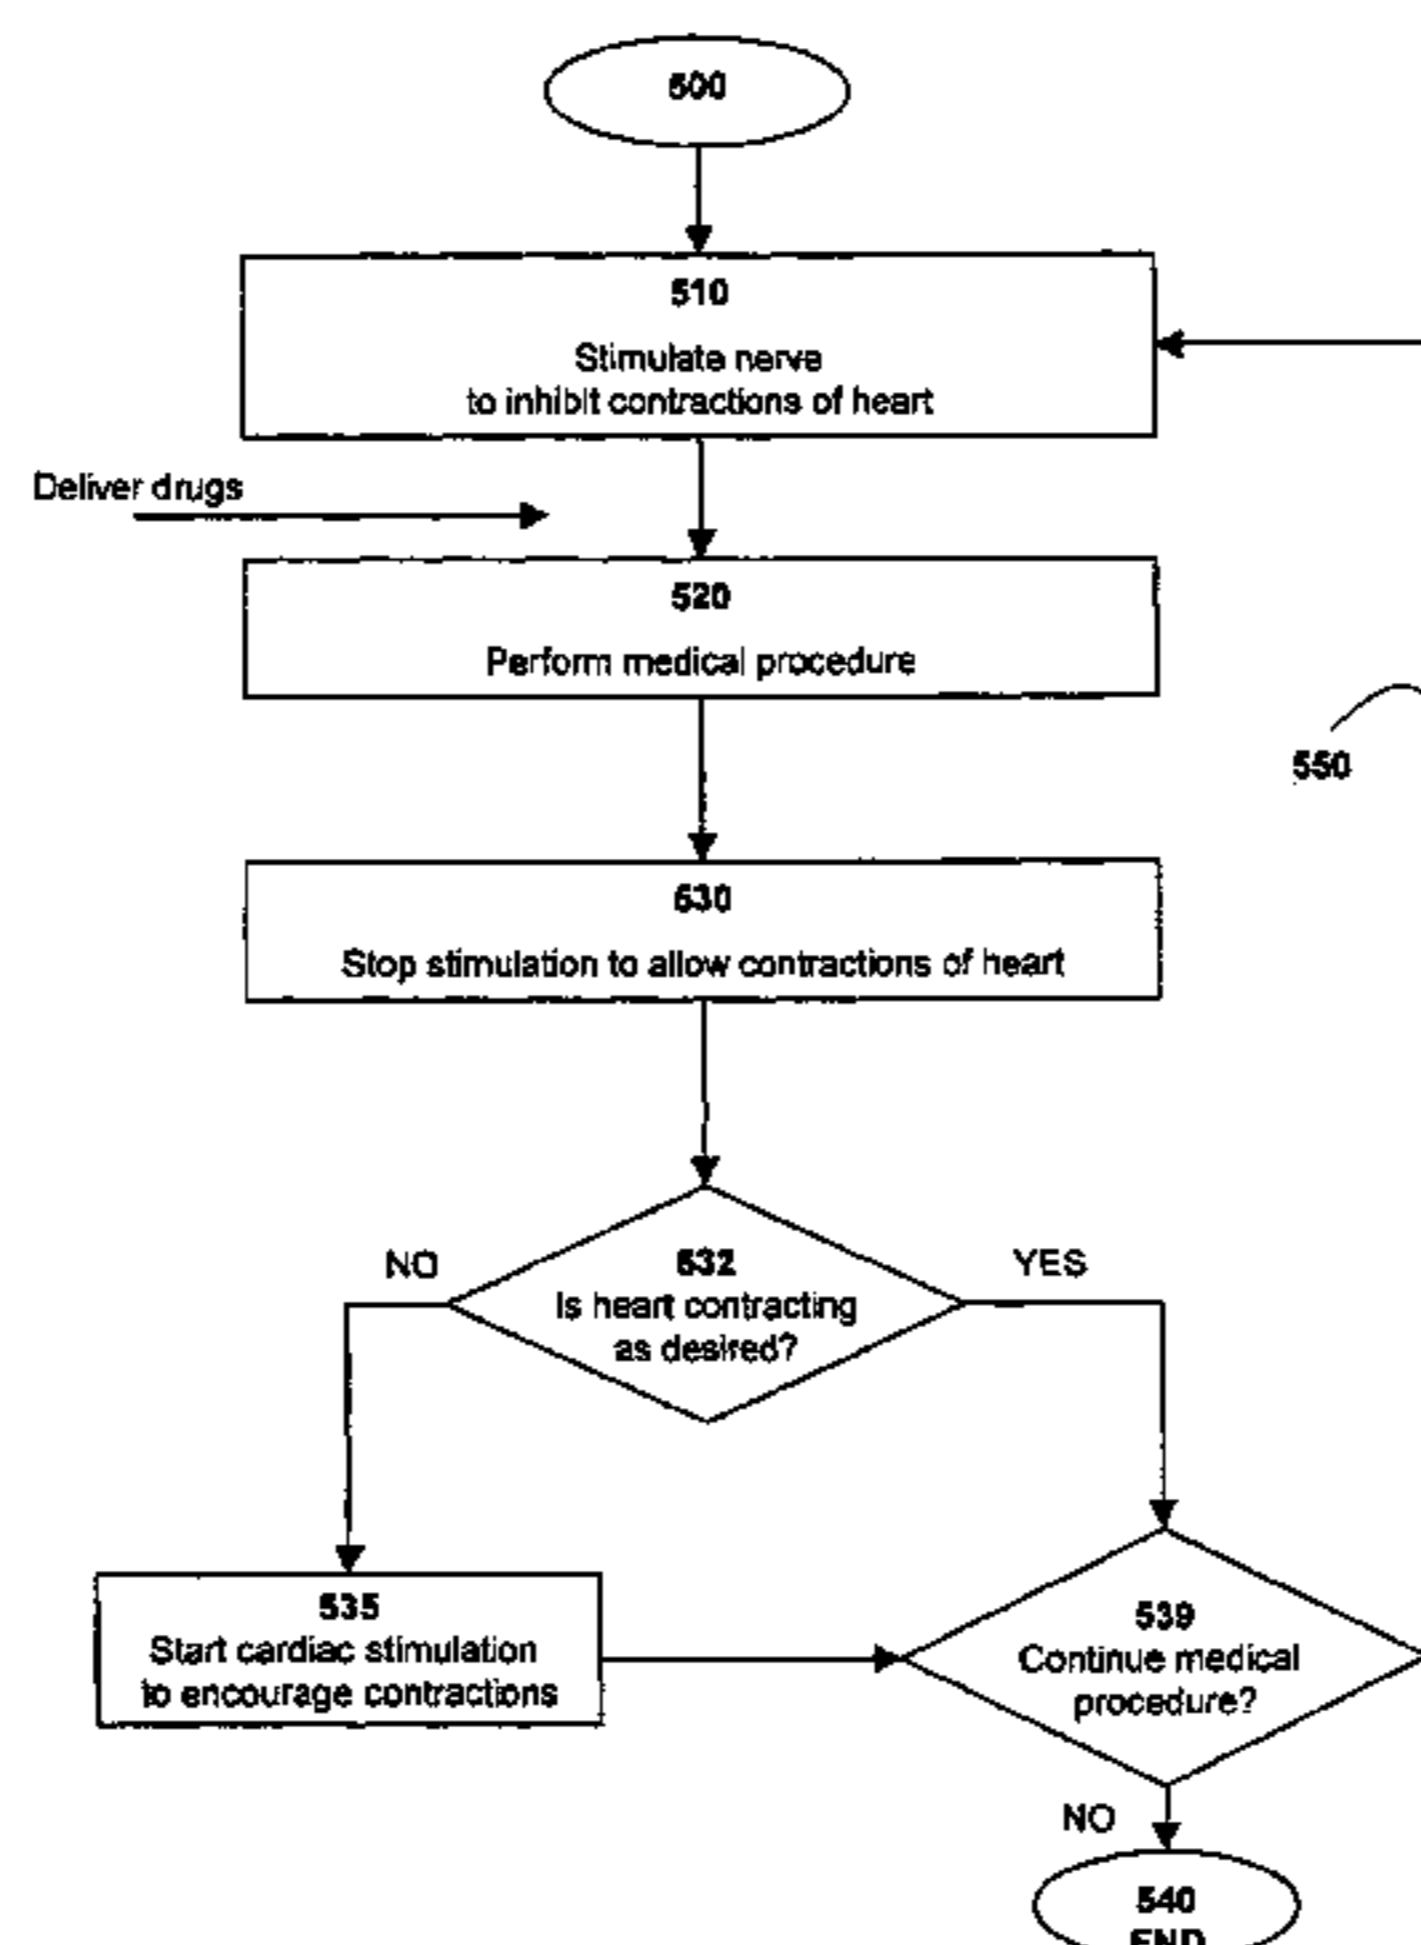 500
510
Stimulate nerve
to inhibit contractions of heart
Deliver drugs
520
Perform medical procedure
550
530
Stop stimulation to allow contractions of heart
NO
532
YES
Is heart contracting
as desired?
535
Start cardiac stimulation
to encourage contractions
539
Continue medical
procedure?
NO
540
END